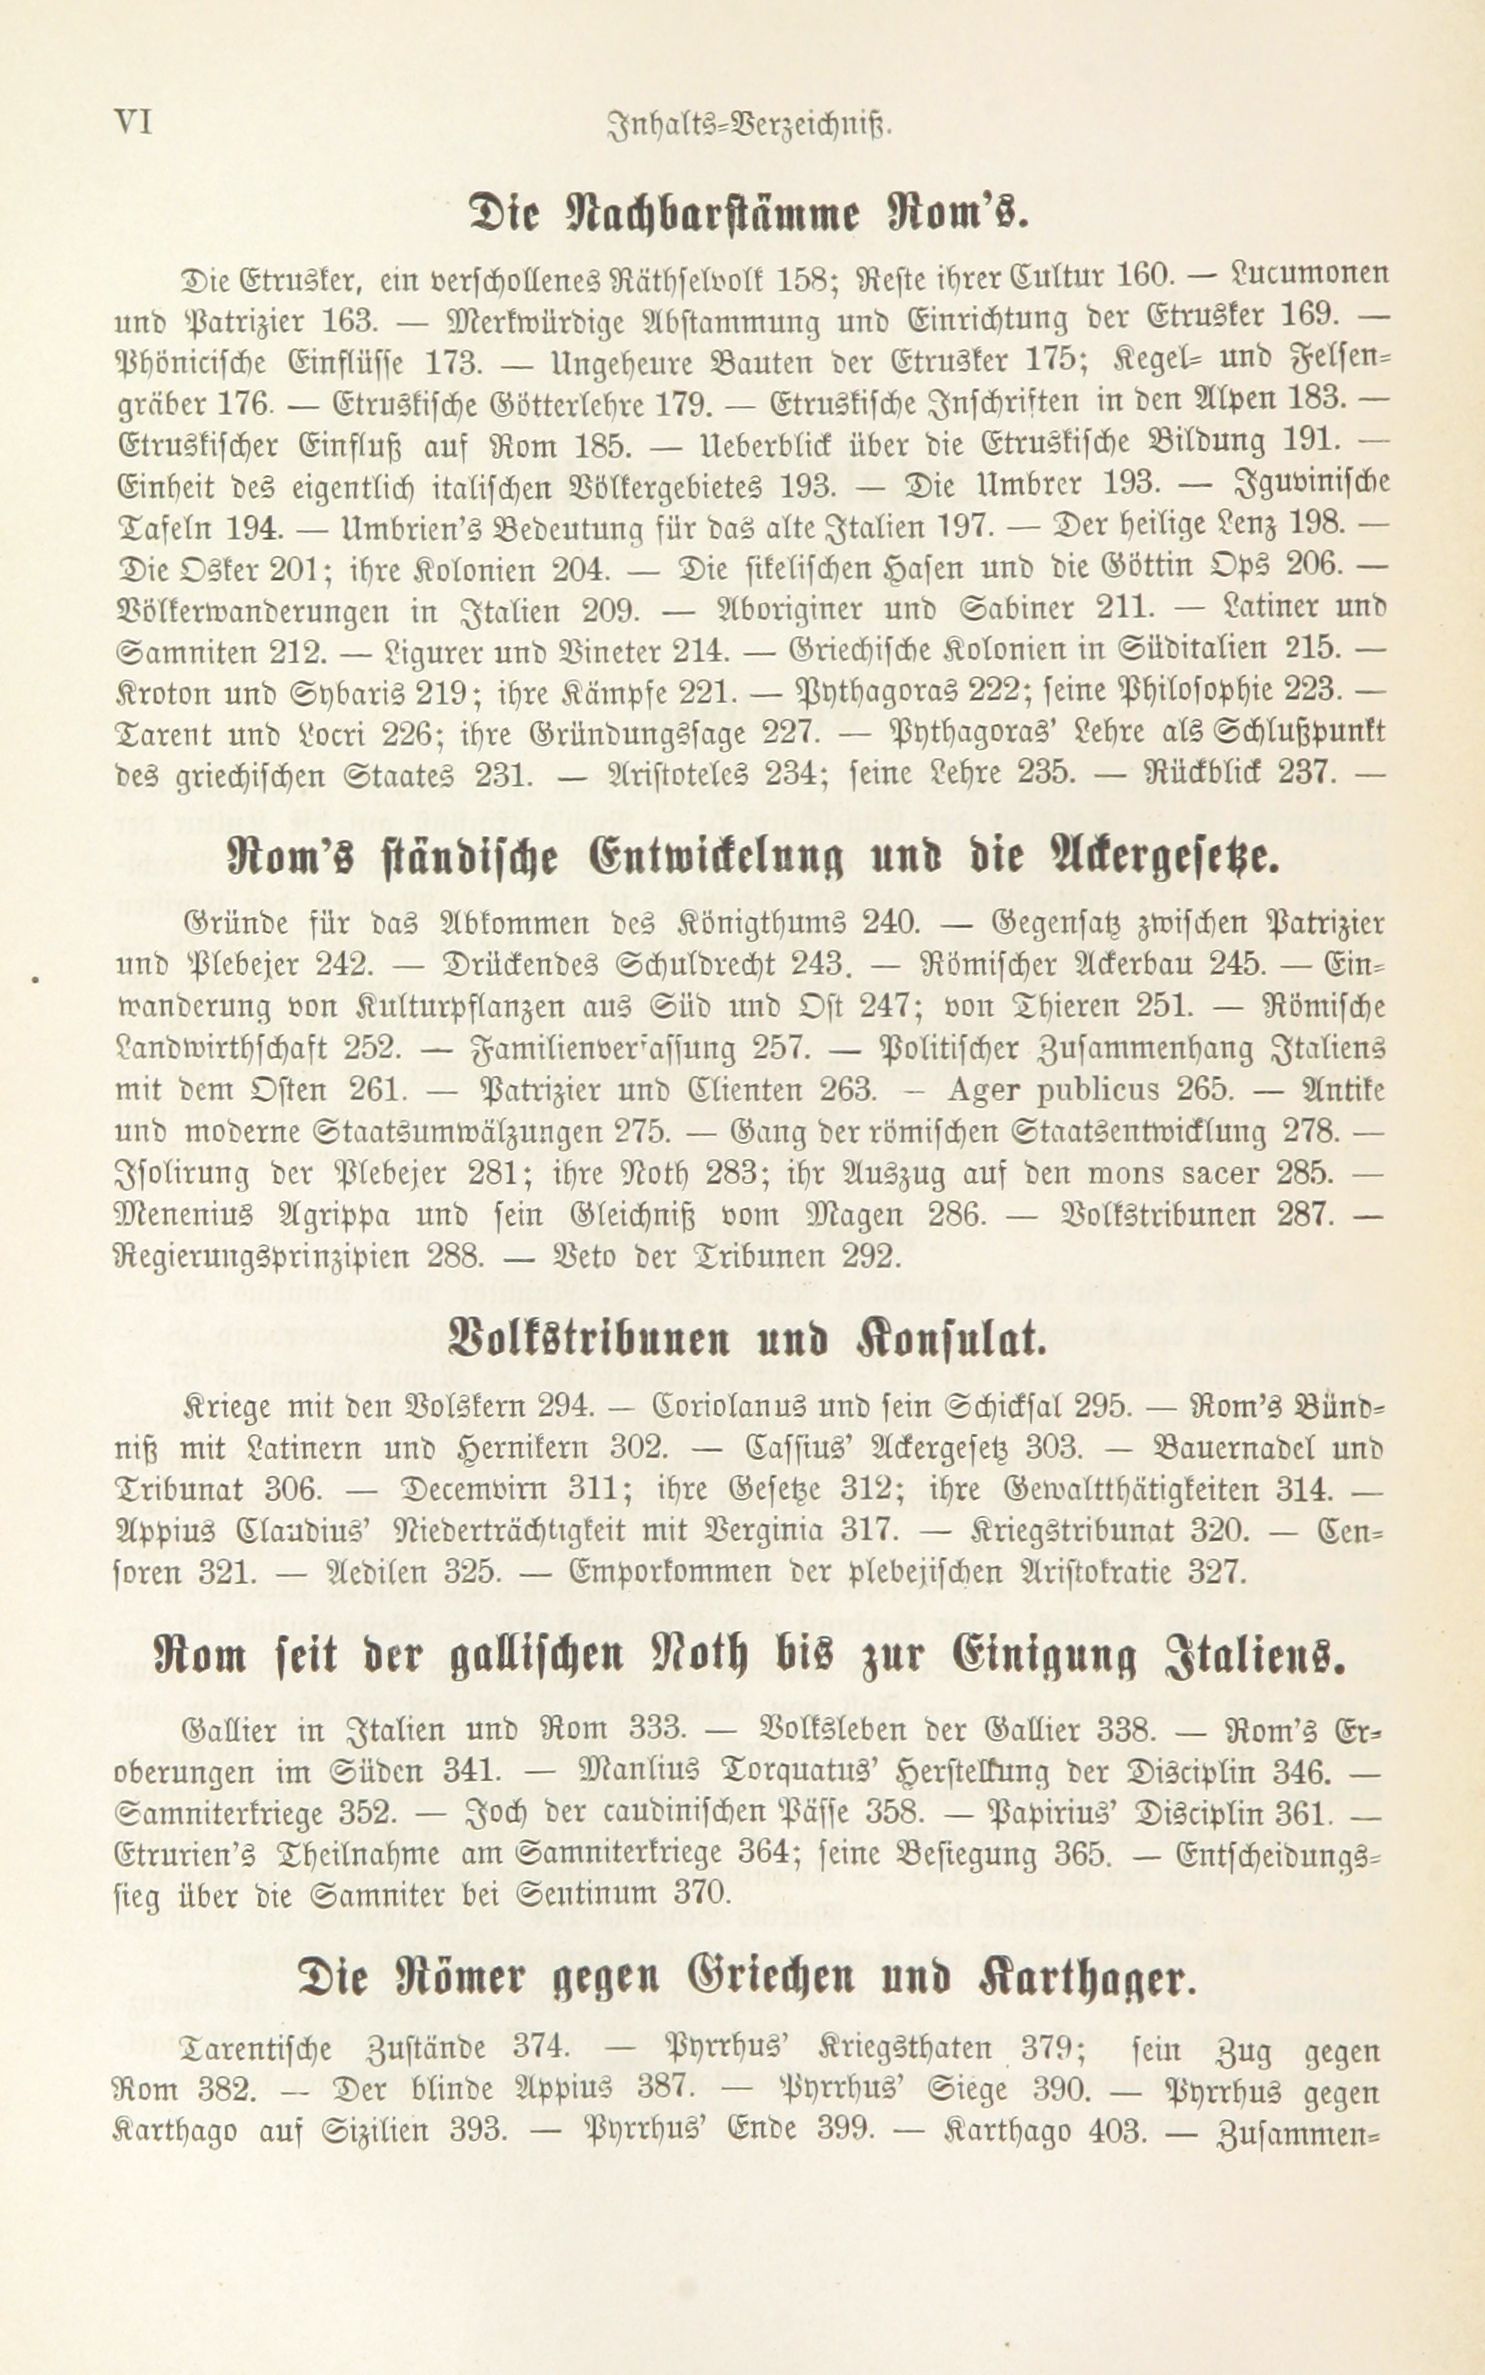 VI
Inhalts-Verzeichniß.
Die Nachbarstämme Rom's.
Die Etrusker, ein verschollenes Räthselvolk 158; Reste ihrer Cultur 160. — Lucumonen
und Patrizier 163. — Merkwürdige Abstammung und Einrichtung der Etrusker 169. —
Phönicische Einflüsse 173. — Ungeheure Bauten der Etrusker 175; Kegel- und Felsen-
gräber 176. — Etruskische Götterlehre 179. — Etruskische Inschriften in den Alpen 183. —
Etruskischer Einfluß auf Rom 185. — Ueberblick über die Etruskische Bildung 191. —
Einheit des eigentlich italischen Völkergebietes 193. — Die Umbrer 193. — Iguvinische
Tafeln 194. — Umbrien's Bedeutung für das alte Italien 197. — Der heilige Lenz 198. —
Die Osker 201; ihre Kolonien 204. — Die sikelischen Hasen und die Göttin Ops 206. —
Völkerwanderungen in Italien 209. — Aboriginer und Sabiner 211. — Latiner und
Samniten 212. — Ligurer und Vineter 214. — Griechische Kolonien in Süditalien 215. —
Kroton und Sybaris 219; ihre Kämpfe 221. — Pythagoras 222; seine Philosophie 223. —
Tarent und Locri 226; ihre Gründungssage 227. — Pythagoras' Lehre als Schlußpunkt
des griechischen Staates 231. — Aristoteles 234; seine Lehre 235. — Rückblick 237. —
Rom's ständische Entwickelung und die Ackergesetze.
Gründe für das Abkommen des Königthums 240. — Gegensatz zwischen Patrizier
und Plebejer 242. — Drückendes Schuldrecht 243. — Römischer Ackerbau 245. — Ein-
wanderung von Kulturpflanzen aus Süd und Ost 247; von Thieren 251. — Römische
Landwirthschaft 252. — Familienverfassung 257. — Politischer Zusammenhang Italiens
mit dem Osten 261. — Patrizier und Clienten 263. — Ager publicus 265. — Antike
und moderne Staatsumwälzungen 275. — Gang der römischen Staatsentwicklung 278. —
Isolirung der Plebejer 281; ihre Noth 283; ihr Auszug auf den mons sacer 285. —
Menenius Agrippa und sein Gleichniß vom Magen 286. — Volkstribunen 287. —
Regierungsprinzipien 288. — Veto der Tribunen 292.
Volkstribunen und Konsulat.
Kriege mit den Volskern 294. — Coriolanus und sein Schicksal 295. — Rom's Bünd-
niß mit Latinern und Hernikern 302. — Cassius' Ackergesetz 303. — Bauernadel und
Tribunat 306. — Decemvirn 311; ihre Gesetze 312; ihre Gewaltthätigkeiten 314. —
Appius Claudius' Niederträchtigkeit mit Verginia 317. — Kriegstribunat 320. — Cen-
soren 321. — Aedilen 325. — Emporkommen der plebejischen Aristokratie 327.
Rom seit der gallischen Noth bis zur Einigung Italiens.
Gallier in Italien und Rom 333. — Volksleben der Gallier 338. — Rom's Er-
oberungen im Süden 341. — Manlius Torquatus' Herstellung der Disciplin 346. —
Samniterkriege 352. — Joch der caudinischen Pässe 358. — Papirius' Disciplin 361. —
Etrurien's Theilnahme am Samniterkriege 364; seine Besiegung 365. — Entscheidungs-
sieg über die Samniter bei Sentinum 370.
Die Römer gegen Griechen und Karthager.
Tarentische Zustände 374. — Pyrrhus' Kriegsthaten 379; sein Zug gegen
Rom 382. — Der blinde Appius 387. — Pyrrhus' Siege 390. — Pyrrhus gegen
Karthago auf Sizilien 393. — Pyrrhus' Ende 399. — Karthago 403. — Zusammen-